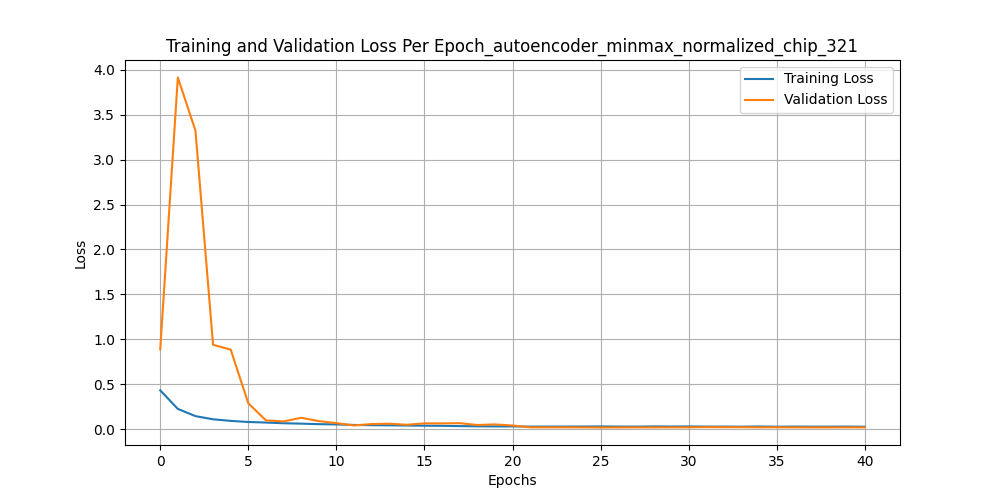 Training and Validation Loss Per Epoch_autoencoder_minmax_normalized_chip_321
Training Loss
Validation Loss
4.0
3.5
3.0
2.5
2.0
1.5
1.0
0.5
0.0
Loss
0 5 10 15 20 25 30 35 40
Epochs